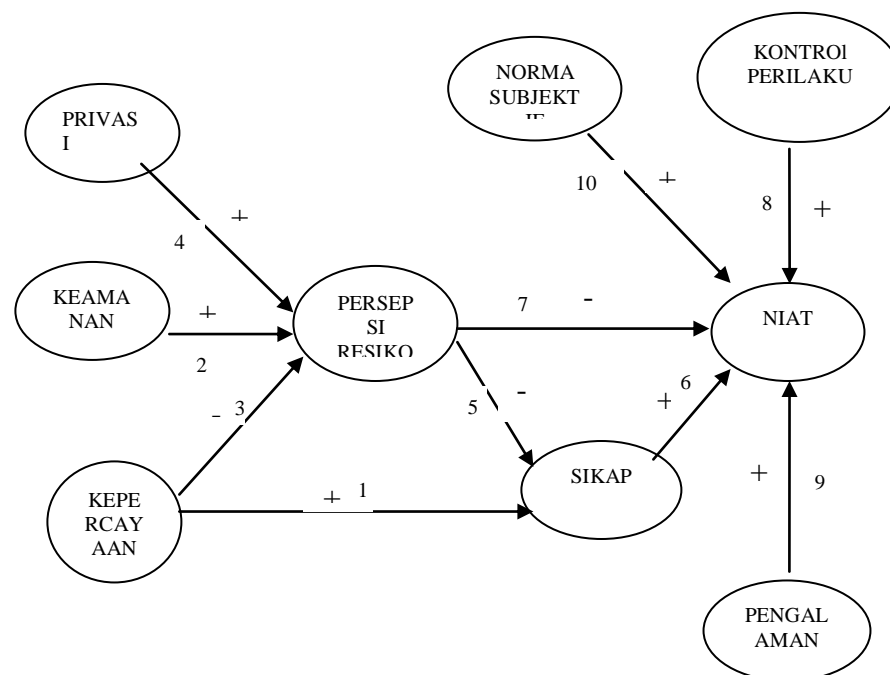 KONTROl
PERILAKU
NORMA
SUBJEKT
PRIVAS
I
+
10
+
8
+
4
KEAMA
NAN
+
2
PERSEP
SI
RESIKO
7
-
NIAT
- 3
5
-
+ 6
SIKAP
+ 1
KEPE
RCAY
AAN
+
9
PENGAL
AMAN